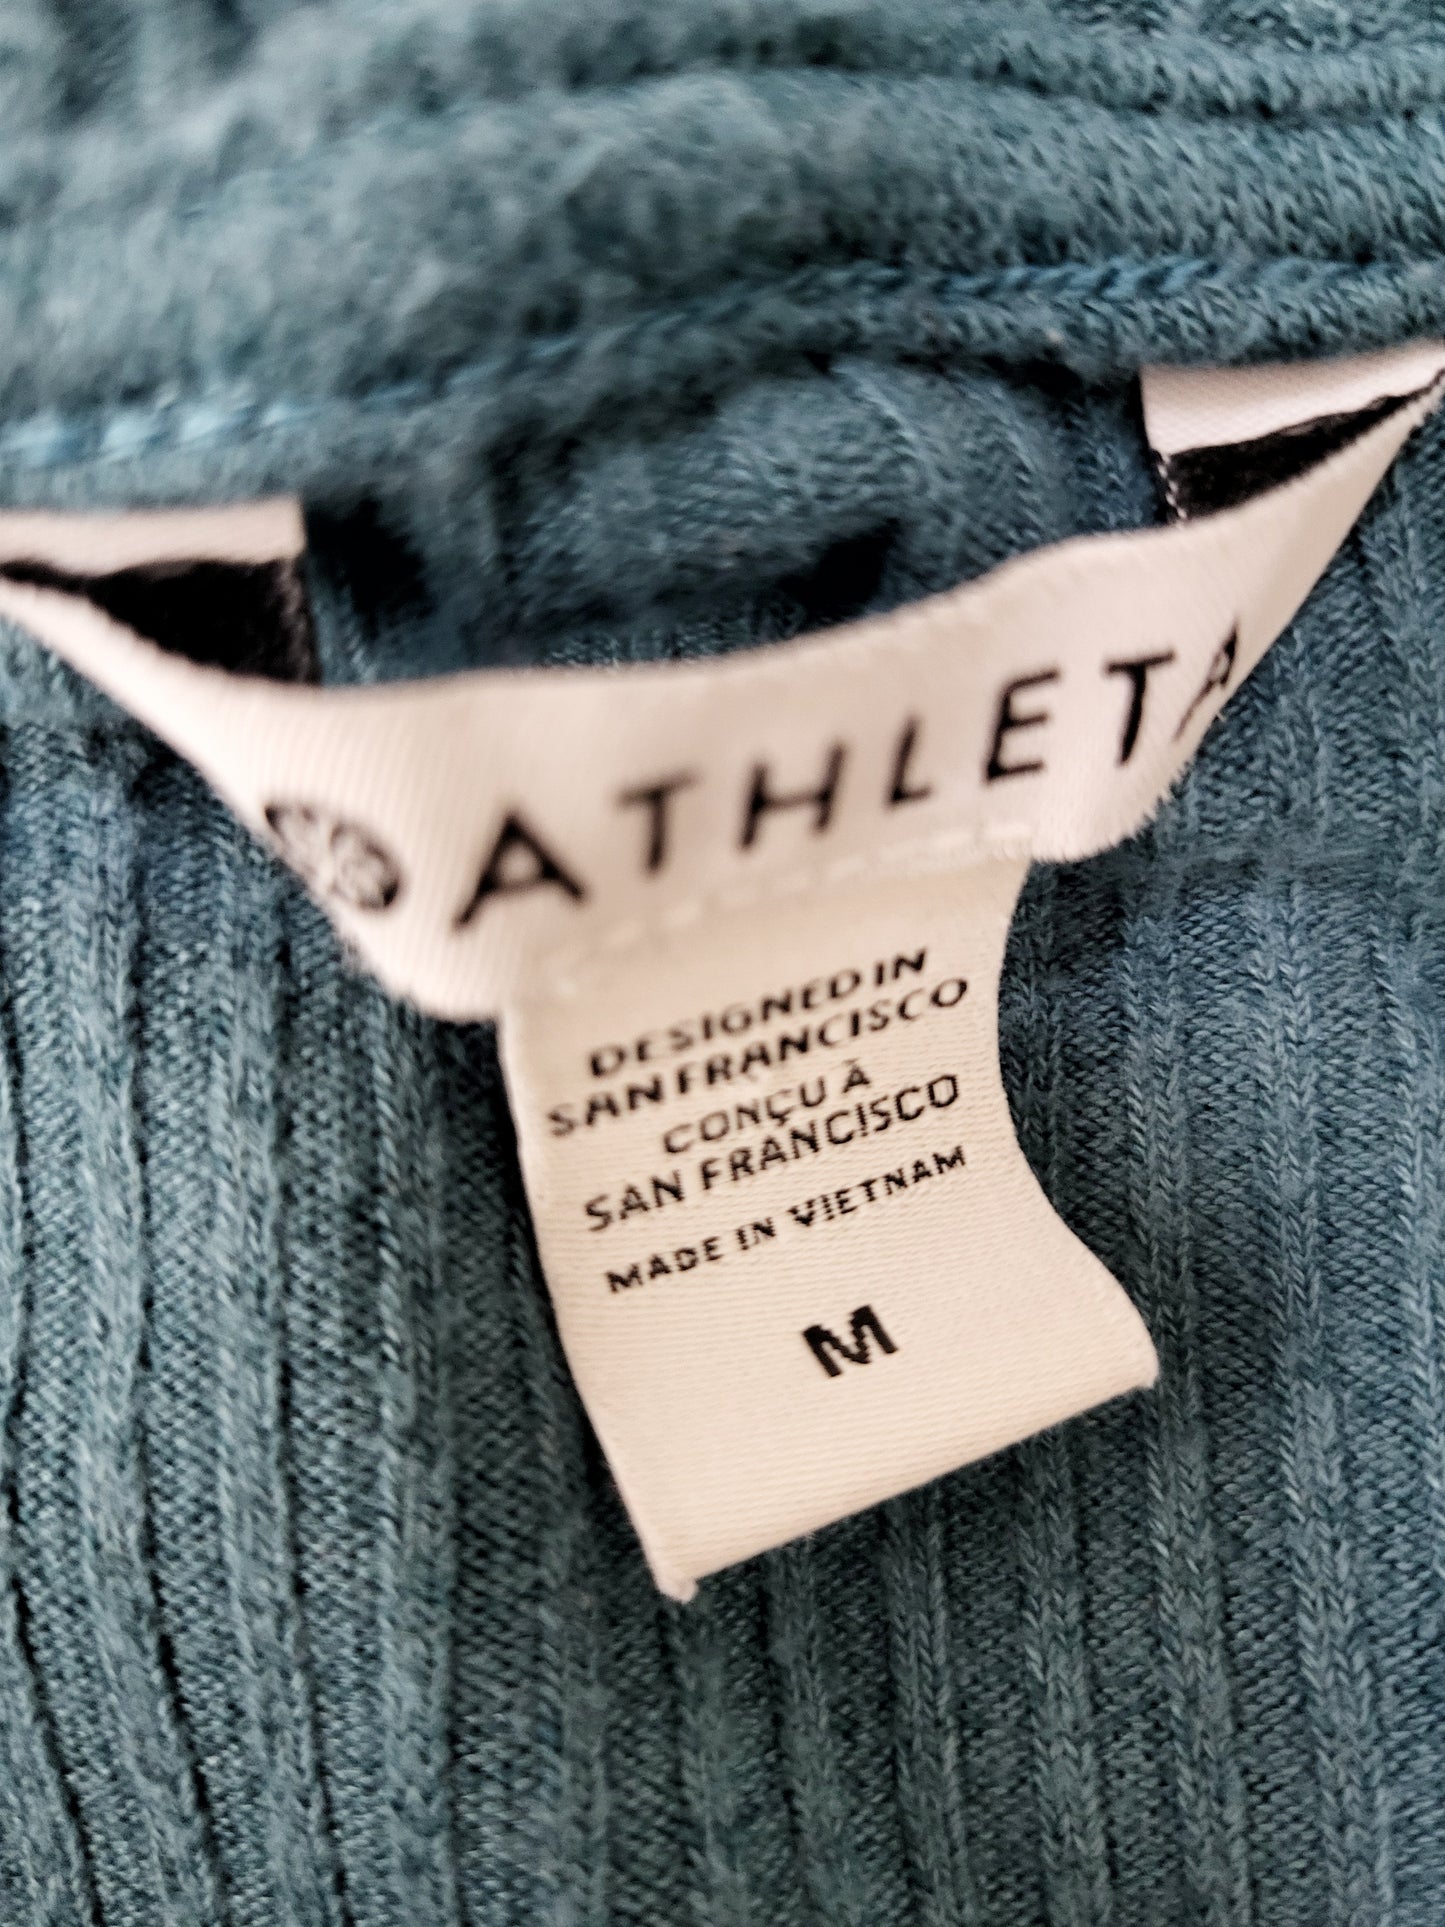 ATHLETA
DESIGNED IN
SAN FRANCISCO
CONÇU À
SAN FRANCISCO
MADE IN VIETNAM
M